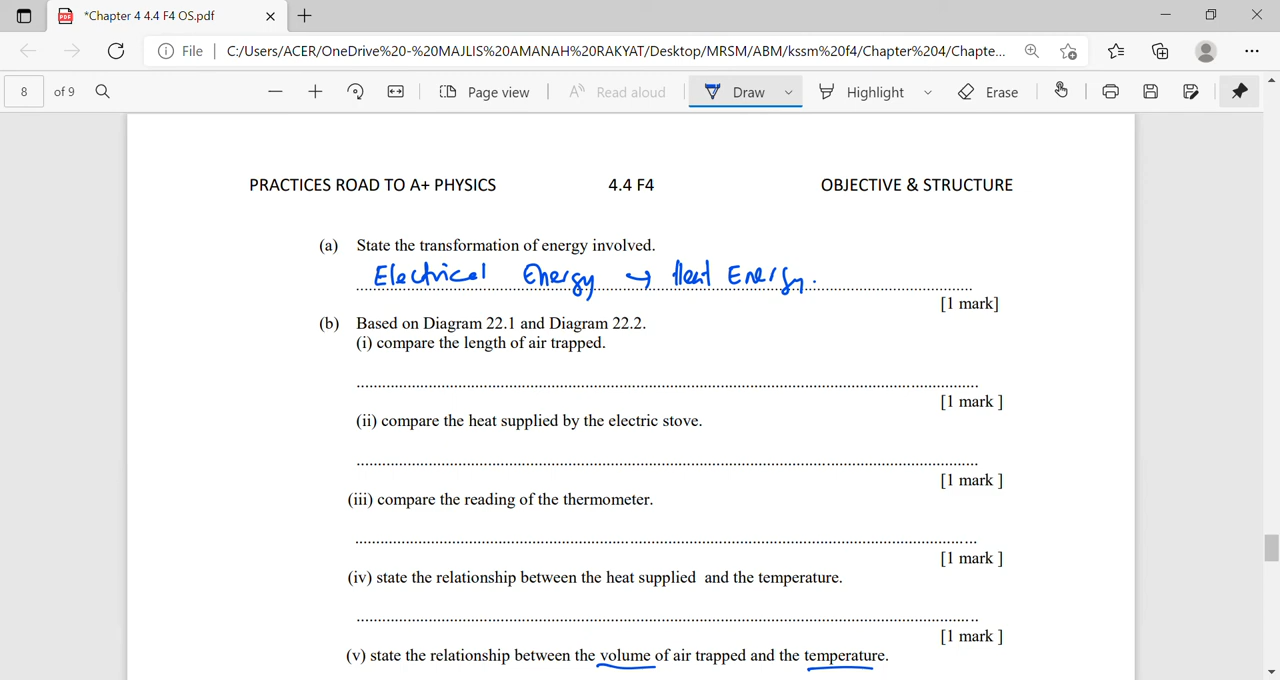 *Chapter 4 4.4 F4 OS.pdf
File C:/Users/ACER/OneDrive%20-%20MAJLIS%20AMANAH%20RAKYAT/Desktop/MRSM/ABM/kssm%20f4/Chapter%204/Chapte...
8 of 9 Page view Read aloud Draw Highlight Erase
PRACTICES ROAD TO A+ PHYSICS 4.4 F4 OBJECTIVE & STRUCTURE
(a) State the transformation of energy involved.
Electrical Energy → Heat Energy.
[1 mark]
(b) Based on Diagram 22.1 and Diagram 22.2.
(i) compare the length of air trapped.
[1 mark ]
(ii) compare the heat supplied by the electric stove.
[1 mark ]
(iii) compare the reading of the thermometer.
[1 mark ]
(iv) state the relationship between the heat supplied and the temperature.
[1 mark ]
(v) state the relationship between the volume of air trapped and the temperature.